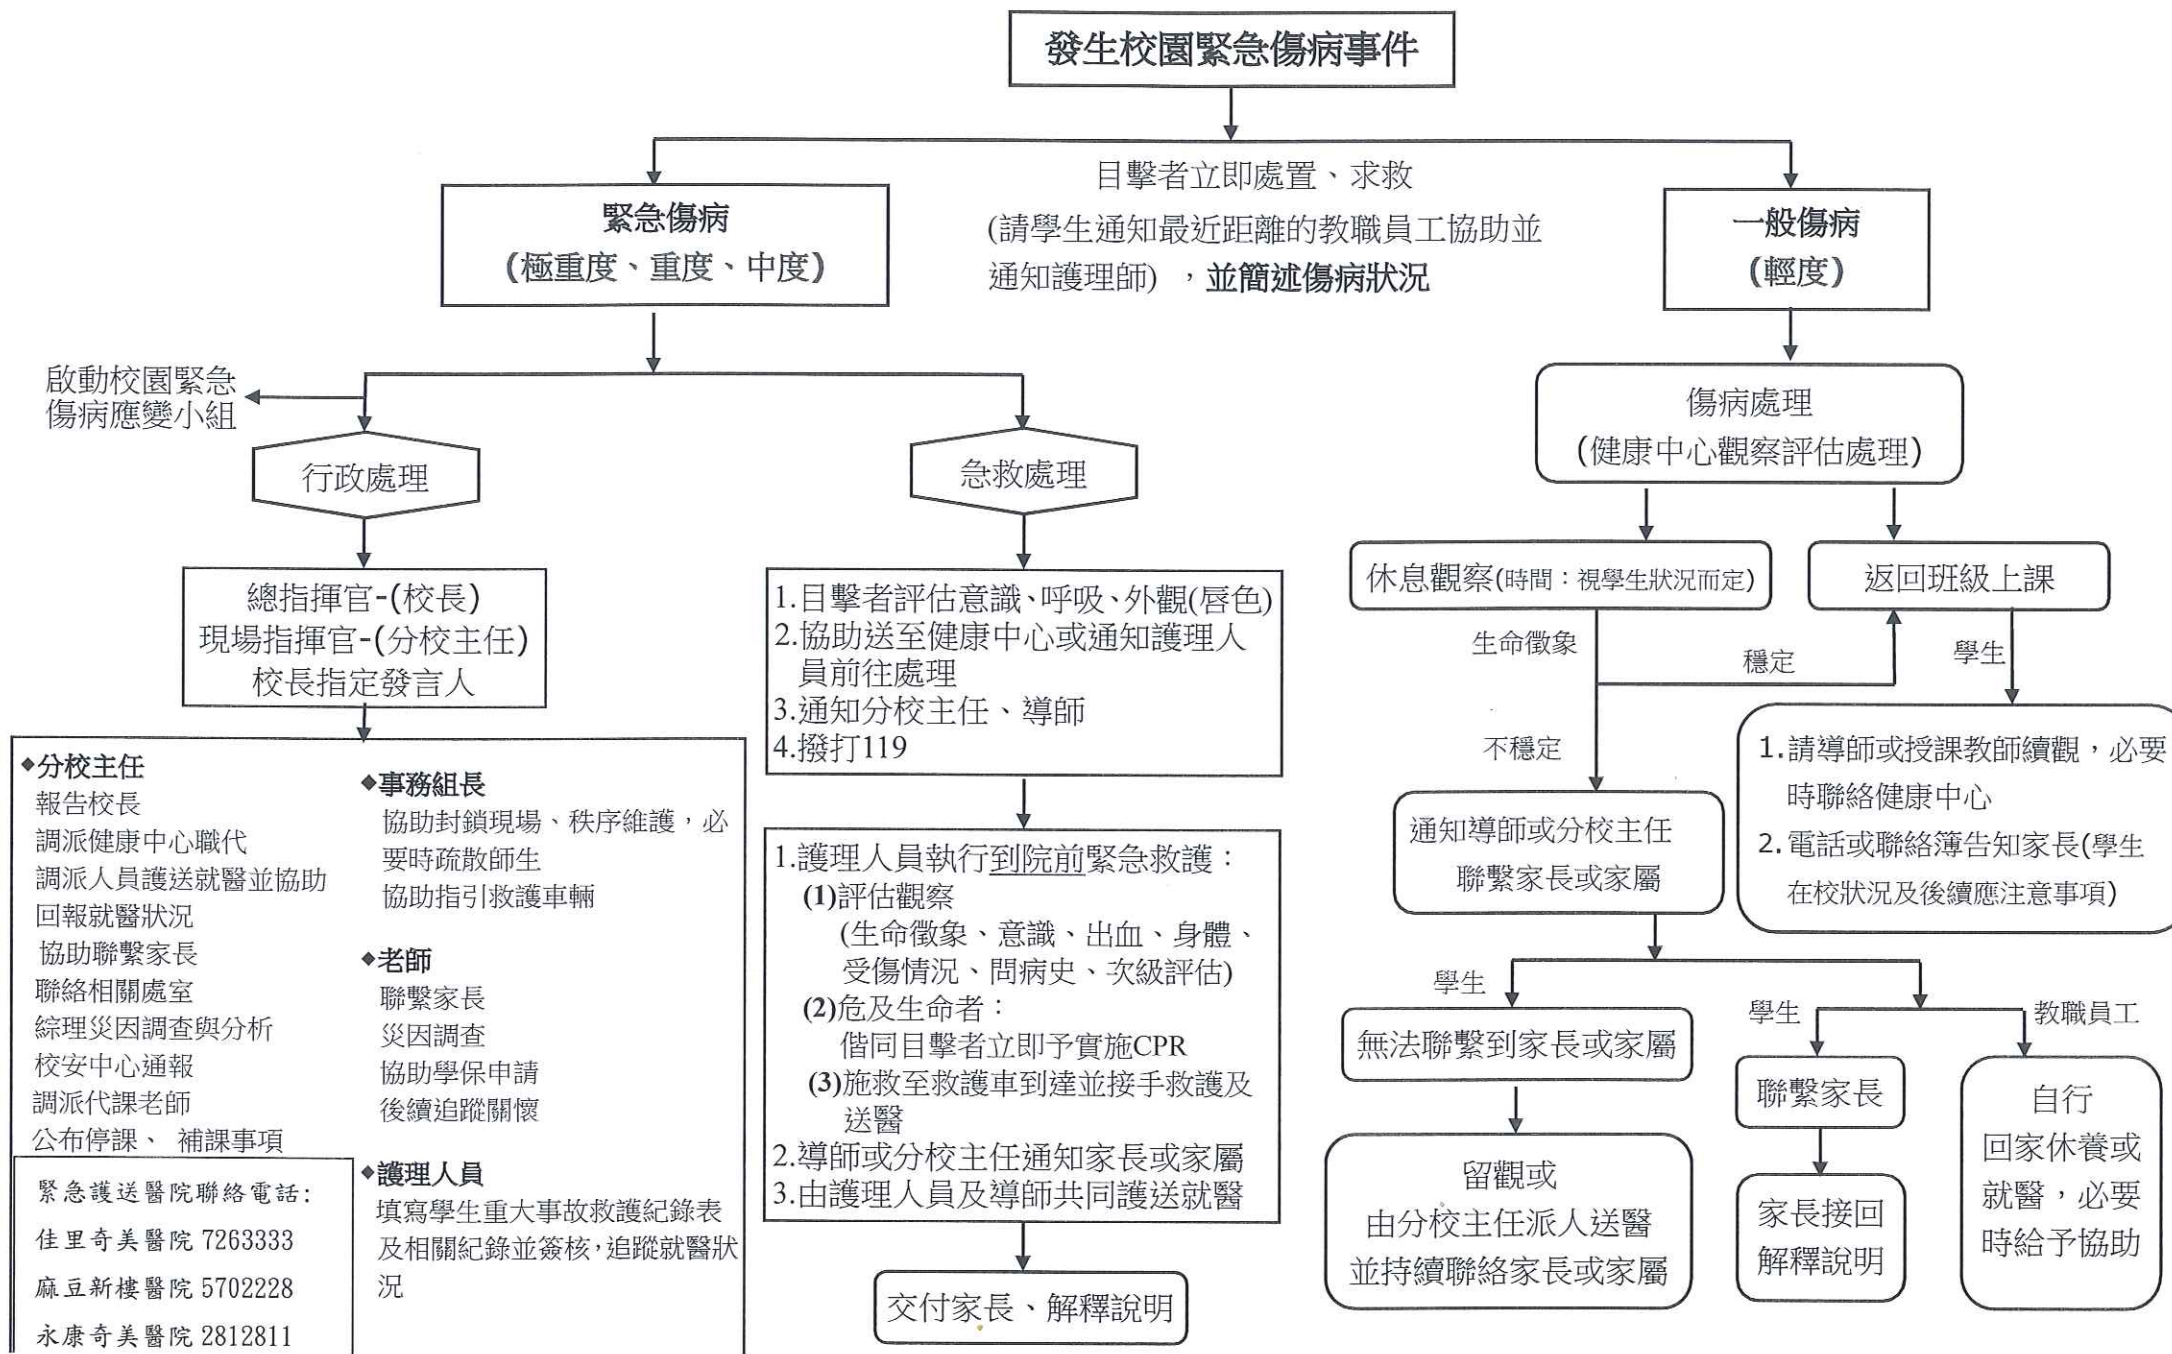 發生校園緊急傷病事件
目擊者立即處置、求救
(請學生通知最近距離的教職員工協助並
通知護理師) ，並簡述傷病狀況
緊急傷病
(極重度、重度、中度)
一般傷病
(輕度)
啟動校園緊急
傷病應變小組
行政處理
急救處理
傷病處理
(健康中心觀察評估處理)
總指揮官-(校長)
現場指揮官-(分校主任)
校長指定發言人
◆分校主任
報告校長
調派健康中心職代
調派人員護送就醫並協助
回報就醫狀況
協助聯繫家長
聯絡相關處室
綜理災因調查與分析
校安中心通報
調派代課老師
公布停課、 補課事項
◆事務組長
協助封鎖現場、秩序維護，必
要時疏散師生
協助指引救護車輛
◆老師
聯繫家長
災因調查
協助學保申請
後續追蹤關懷
◆護理人員
填寫學生重大事故救護紀錄表
及相關紀錄並簽核，追蹤就醫狀
況
緊急護送醫院聯絡電話:
佳里奇美醫院 7263333
麻豆新樓醫院 5702228
永康奇美醫院 2812811
1.目擊者評估意識、呼吸、外觀(唇色)
2.協助送至健康中心或通知護理人
員前往處理
3.通知分校主任、導師
4.撥打119
1.護理人員執行到院前緊急救護：
(1)評估觀察
(生命徵象、意識、出血、身體、
受傷情況、問病史、次級評估)
(2)危及生命者：
偕同目擊者立即予實施CPR
(3)施救至救護車到達並接手救護及
送醫
2.導師或分校主任通知家長或家屬
3.由護理人員及導師共同護送就醫
交付家長、解釋說明
休息觀察(時間：視學生狀況而定)
返回班級上課
生命徵象
穩定
學生
不穩定
1.請導師或授課教師續觀，必要
時聯絡健康中心
2.電話或聯絡簿告知家長(學生
在校狀況及後續應注意事項)
通知導師或分校主任
聯繫家長或家屬
學生
學生
教職員工
無法聯繫到家長或家屬
聯繫家長
自行
回家休養或
就醫，必要
時給予協助
留觀或
由分校主任派人送醫
並持續聯絡家長或家屬
家長接回
解釋說明